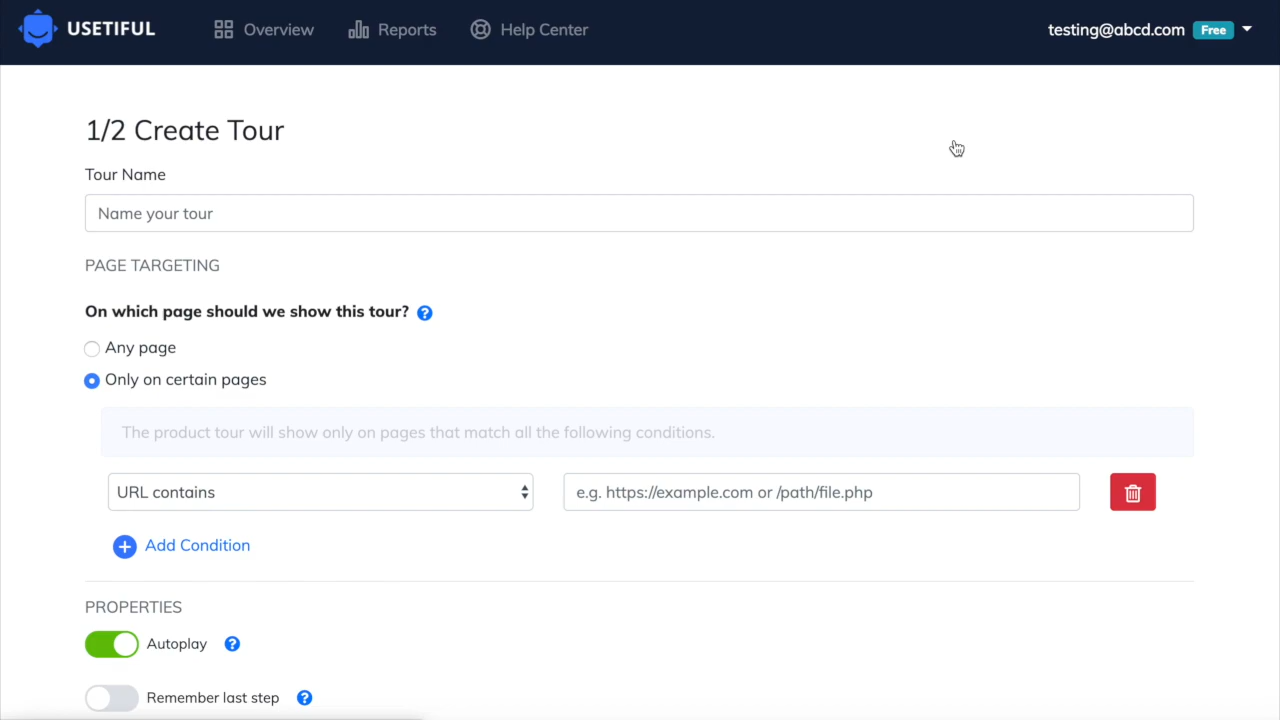 USETIFUL
Overview
Reports
Help Center
testing@abcd.com
Free
1/2 Create Tour
Tour Name
Name your tour
PAGE TARGETING
On which page should we show this tour? ?
Any page
Only on certain pages
The product tour will show only on pages that match all the following conditions.
URL contains
e.g. https://example.com or /path/file.php
Add Condition
PROPERTIES
Autoplay ?
Remember last step ?